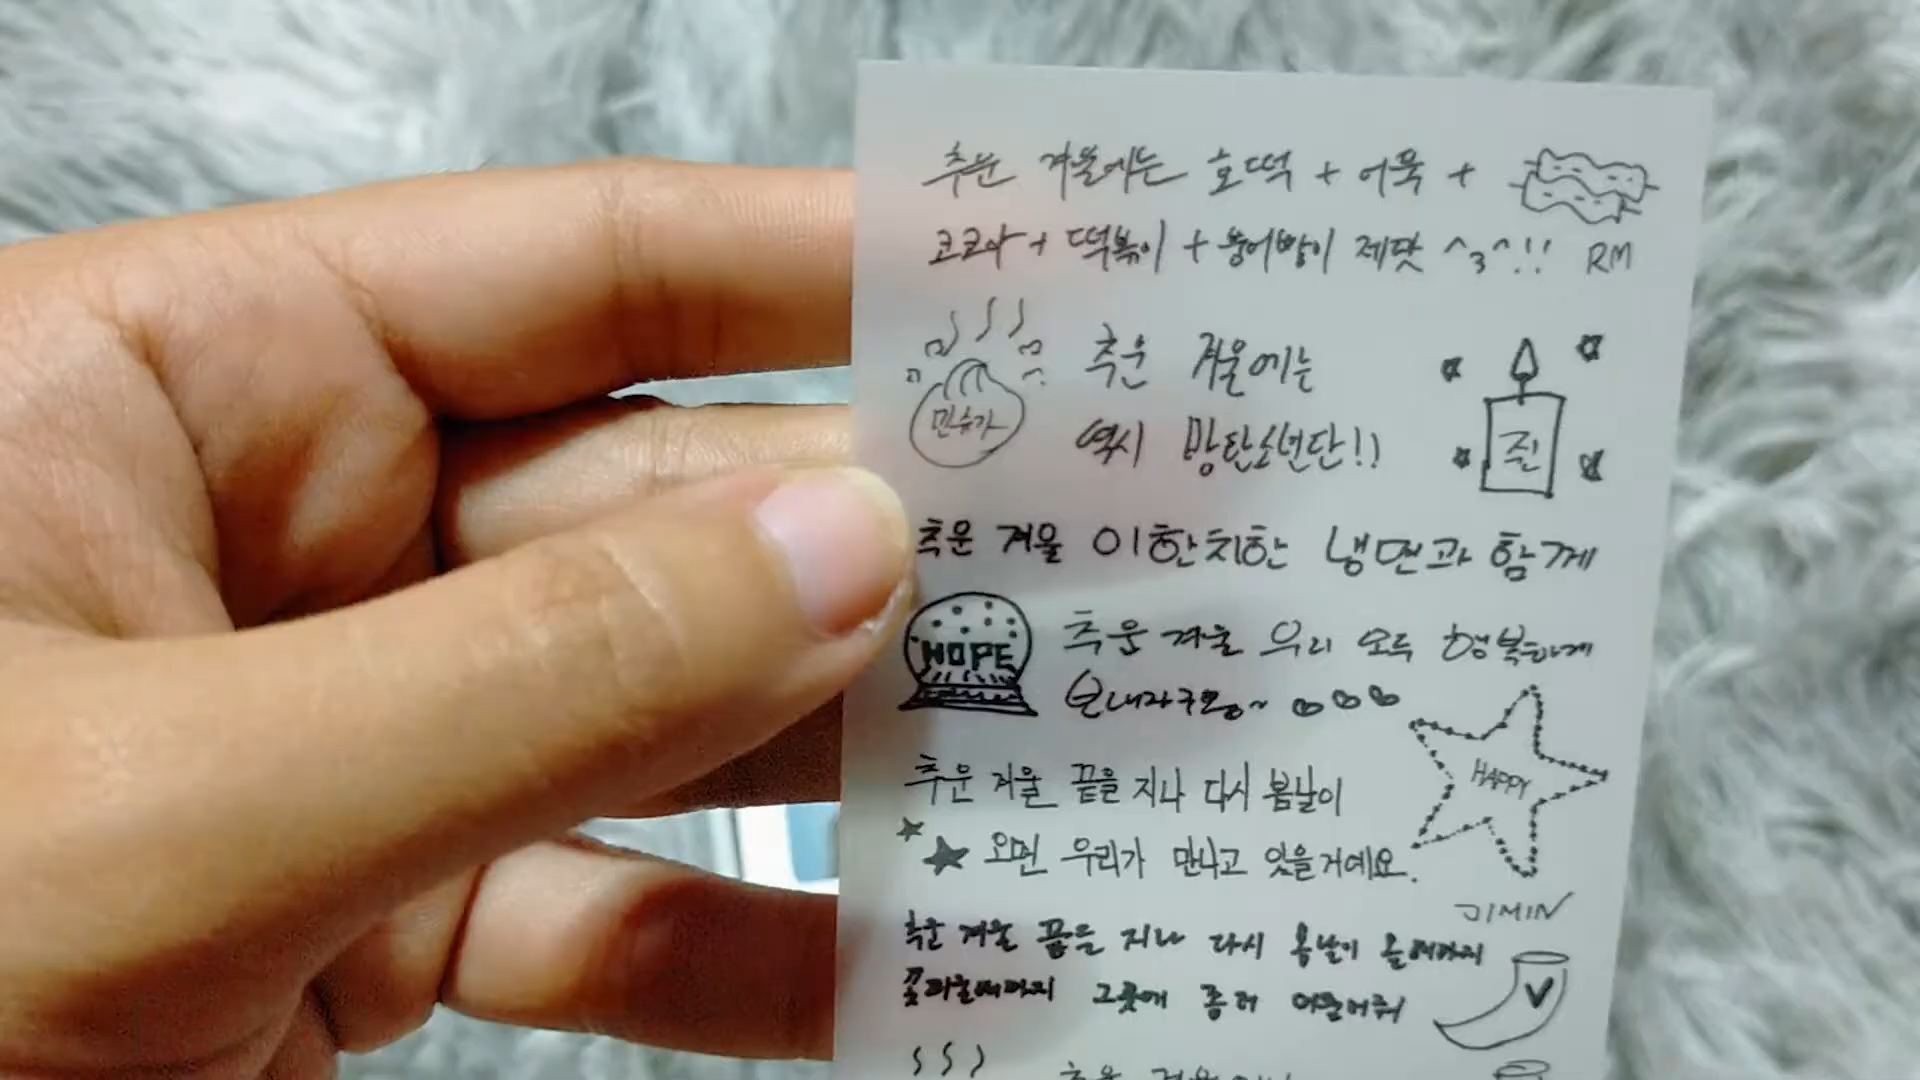 추운 겨울에는 호떡 + 어묵 +
코코아 + 떡볶이 + 붕어빵이 제맛 ^3^!! RM
민슈가
추운 겨울에는
역시 방탄소년단!!
진
추운 겨울 이한치한 냉면과 함께
HOPE
추운 겨울 우리 모두 행복하게
보내자구요~
HAPPY
추운 겨울 끝을 지나 다시 봄날이
오면 우리가 만나고 있을거예요.
JIMIN
추운 겨울 끝을 지나 다시 봄날이 올때까지
꽃피울때까지 그곳에 좀 더 머물러줘
V
추운